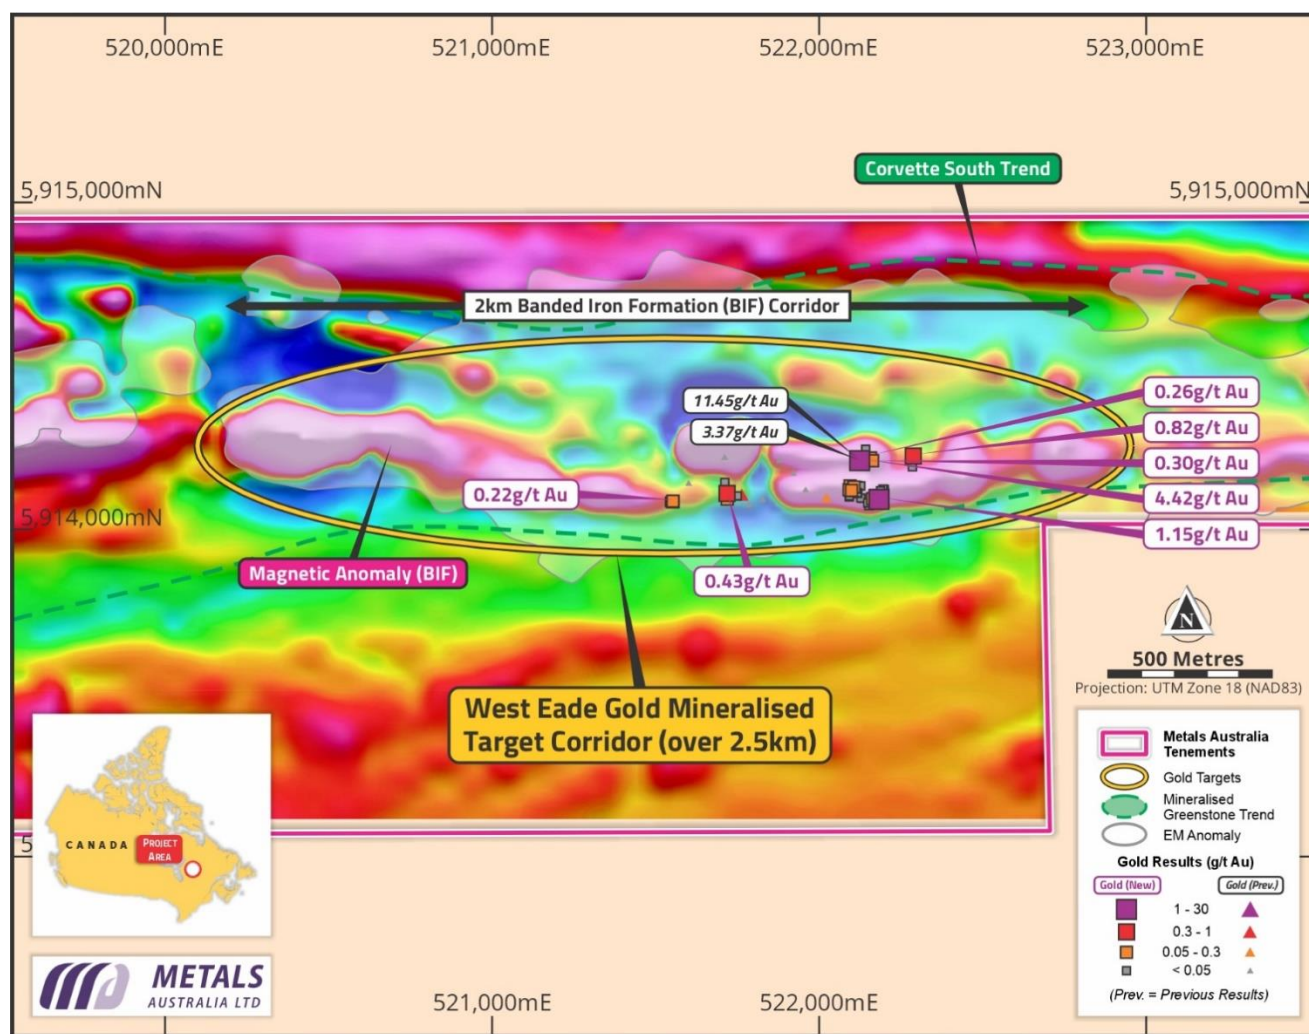 520,000mE
521,000mE
522,000mE
523,000mE
Corvette South Trend
5,915,000mN
5,915,000mN
2km Banded Iron Formation (BIF) Corridor
11.45g/t Au
3.37g/t Au
0.26g/t Au
0.82g/t Au
0.30g/t Au
4.42g/t Au
1.15g/t Au
0.22g/t Au
5,914,000mN
Magnetic Anomaly (BIF)
0.43g/t Au
N
500 Metres
Projection: UTM Zone 18 (NAD83)
West Eade Gold Mineralised
Target Corridor (over 2.5km)
CANADA
PROJECT
AREA
Metals Australia
Tenements
Gold Targets
Mineralised
Greenstone Trend
EM Anomaly
Gold Results (g/t Au)
Gold (New)
Gold (Prev.)
1 - 30
0.3 - 1
0.05 - 0.3
< 0.05
(Prev. = Previous Results)
METALS
AUSTRALIA LTD
521,000mE
522,000mE